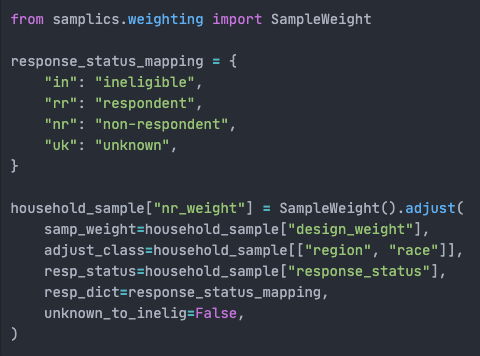 from samplics.weighting import SampleWeight

response_status_mapping = {
    "in": "ineligible",
    "rr": "respondent",
    "nr": "non-respondent",
    "uk": "unknown",
}

household_sample["nr_weight"] = SampleWeight().adjust(
    samp_weight=household_sample["design_weight"],
    adjust_class=household_sample[["region", "race"]],
    resp_status=household_sample["response_status"],
    resp_dict=response_status_mapping,
    unknown_to_inelig=False,
)